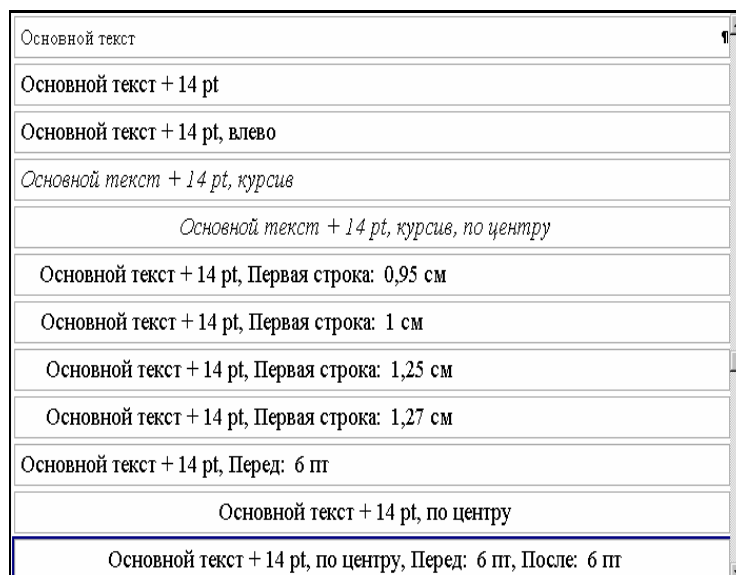 Основной текст ¶
Основной текст + 14 pt
Основной текст + 14 pt, влево
Основной текст + 14 pt, курсив
Основной текст + 14 pt, курсив, по центру
Основной текст + 14 pt, Первая строка: 0,95 см
Основной текст + 14 pt, Первая строка: 1 см
Основной текст + 14 pt, Первая строка: 1,25 см
Основной текст + 14 pt, Первая строка: 1,27 см
Основной текст + 14 pt, Перед: 6 пт
Основной текст + 14 pt, по центру
Основной текст + 14 pt, по центру, Перед: 6 пт, После: 6 пт